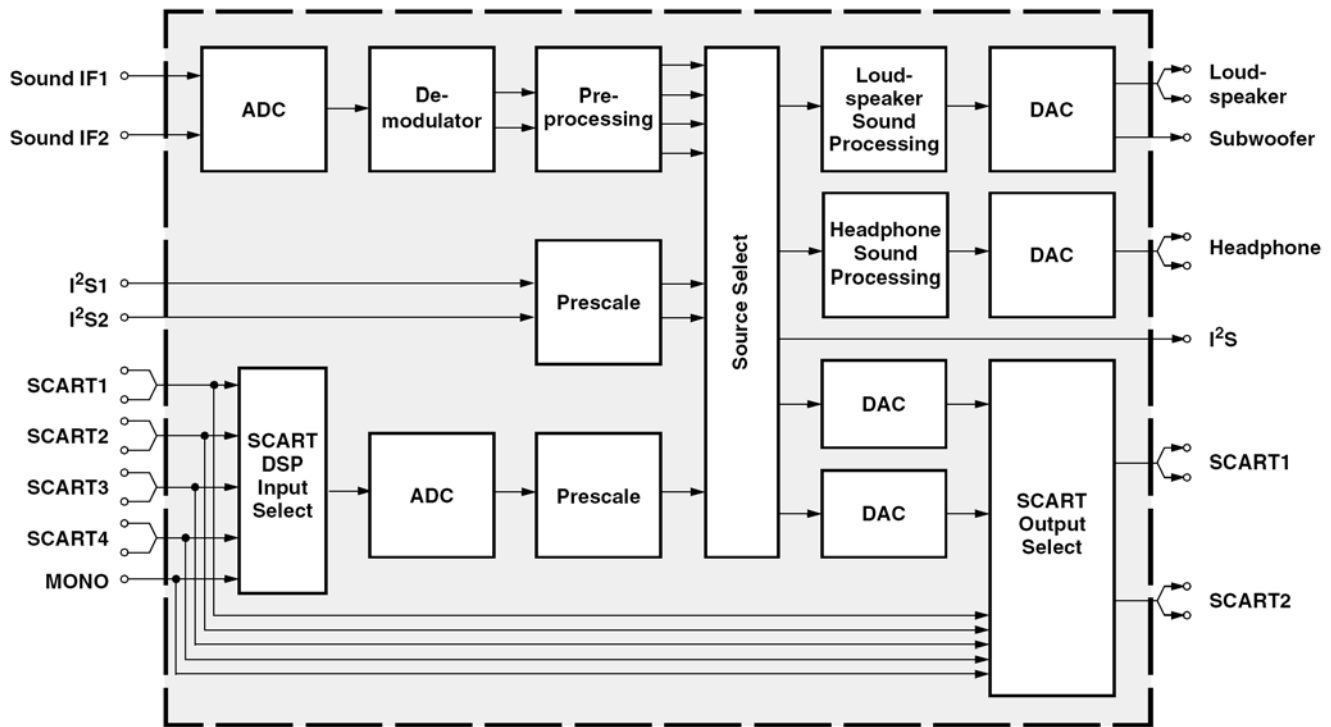 Sound IF1
Sound IF2
ADC
De-
modulator
Pre-
processing
Loud-
speaker
Sound
Processing
DAC
Loud-
speaker
Subwoofer
Headphone
Sound
Processing
DAC
Headphone
I²S1
I²S2
Prescale
Source Select
I²S
SCART1
SCART2
SCART3
SCART4
MONO
SCART
DSP
Input
Select
ADC
Prescale
DAC
DAC
SCART
Output
Select
SCART1
SCART2